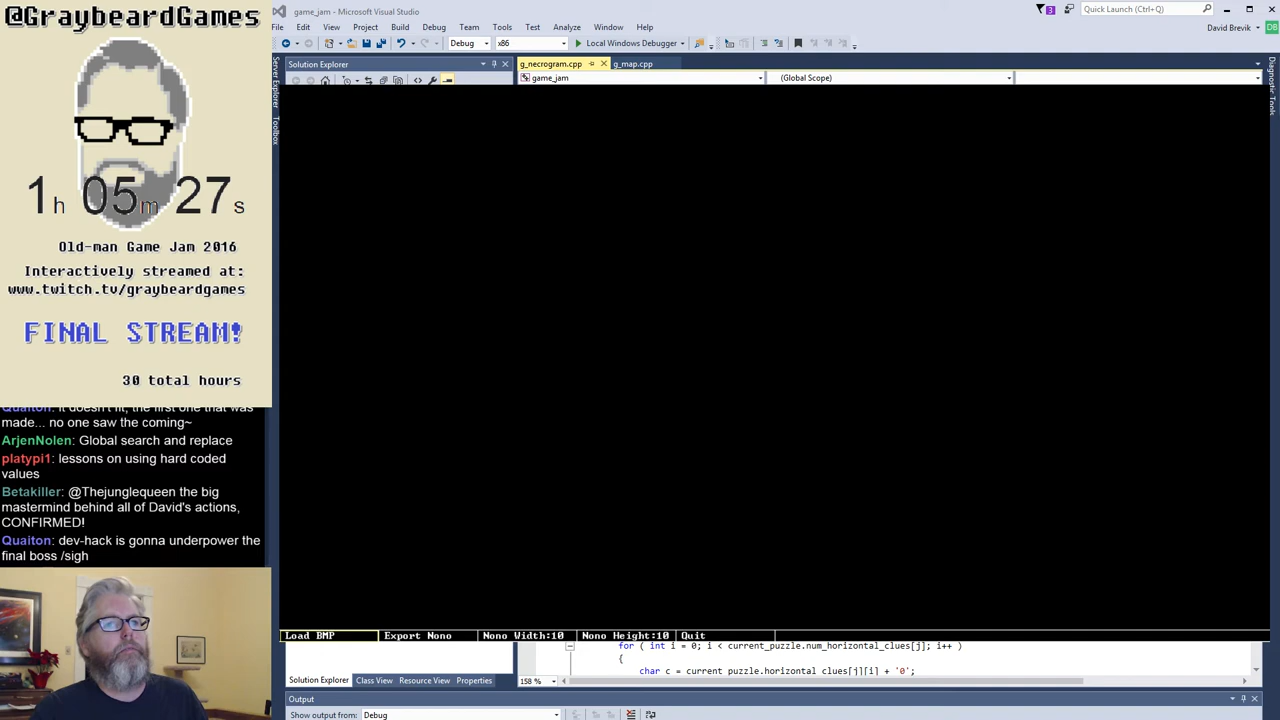 @GraybeardGames
1h 05m 27s
Old-man Game Jam 2016
Interactively streamed at:
www.twitch.tv/graybeardgames
FINAL STREAM!
30 total hours
Quaiton: it doesn't fit, the first one that was
made... no one saw the coming~
ArjenNolen: Global search and replace
platypi1: lessons on using hard coded
values
Betakiller: @Thejunglequeen the big
mastermind behind all of David's actions,
CONFIRMED!
Quaiton: dev-hack is gonna underpower the
final boss /sigh
game_jam - Microsoft Visual Studio
3
Quick Launch (Ctrl+Q)
File Edit View Project Build Debug Team Tools Test Analyze Window Help
David Brevik DB
Debug x86 Local Windows Debugger
Server Explorer
Toolbox
Solution Explorer
g_necrogram.cpp g_map.cpp
game_jam (Global Scope)
Diagnostic Tools
Load BMP Export Nono Nono Width:10 Nono Height:10 Quit
for ( int i = 0; i < current_puzzle.num_horizontal_clues[j]; i++ )
{
char c = current_puzzle.horizontal_clues[j][i] + '0';
Solution Explorer Class View Resource View Properties
158 %
Output
Show output from: Debug